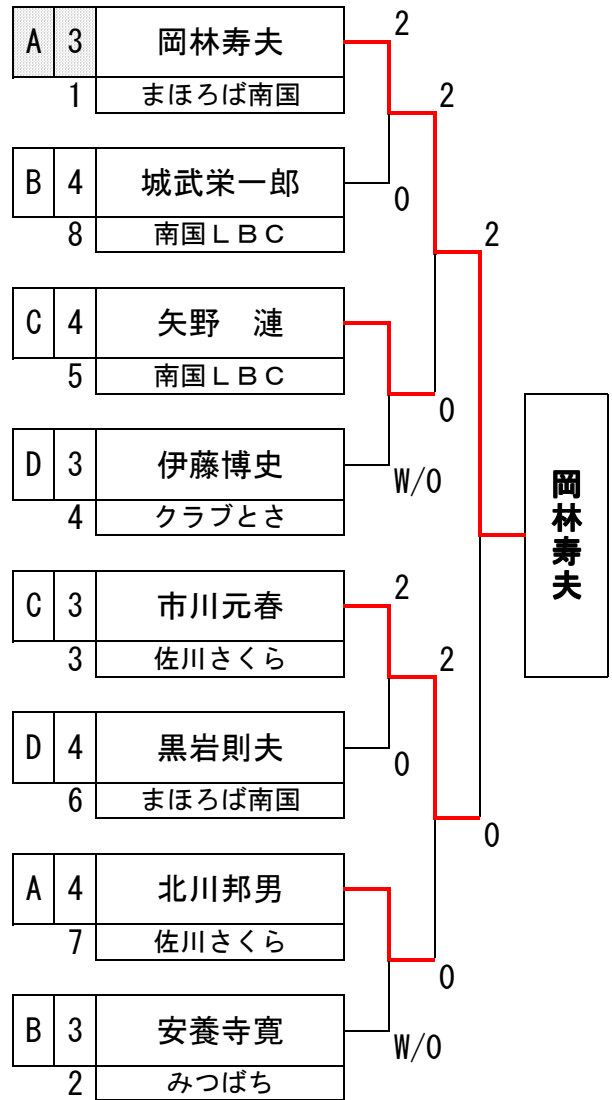 A 3 岡林寿夫 2
1 まほろば南国 2
B 4 城武栄一郎 0
8 南国ＬＢＣ 2
C 4 矢野　漣
5 南国ＬＢＣ 0
D 3 伊藤博史 W/O
4 クラブとさ
岡林寿夫
C 3 市川元春 2
3 佐川さくら 2
D 4 黒岩則夫 0
6 まほろば南国 0
A 4 北川邦男
7 佐川さくら 0
B 3 安養寺寛 W/O
2 みつばち